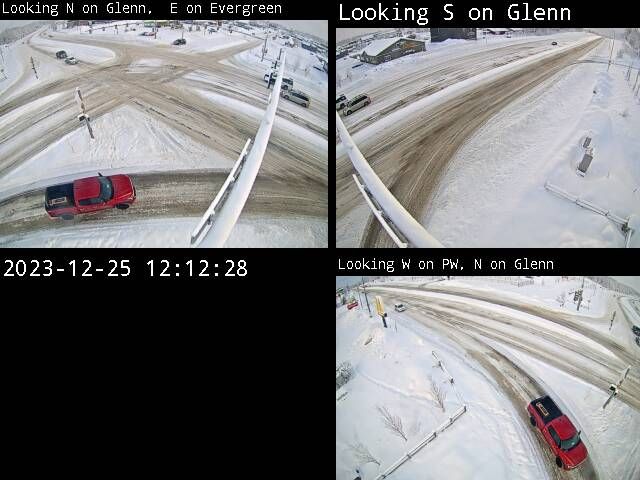 Looking N on Glenn,  E on Evergreen
Looking S on Glenn
2023-12-25 12:12:28
Looking W on PW, N on Glenn